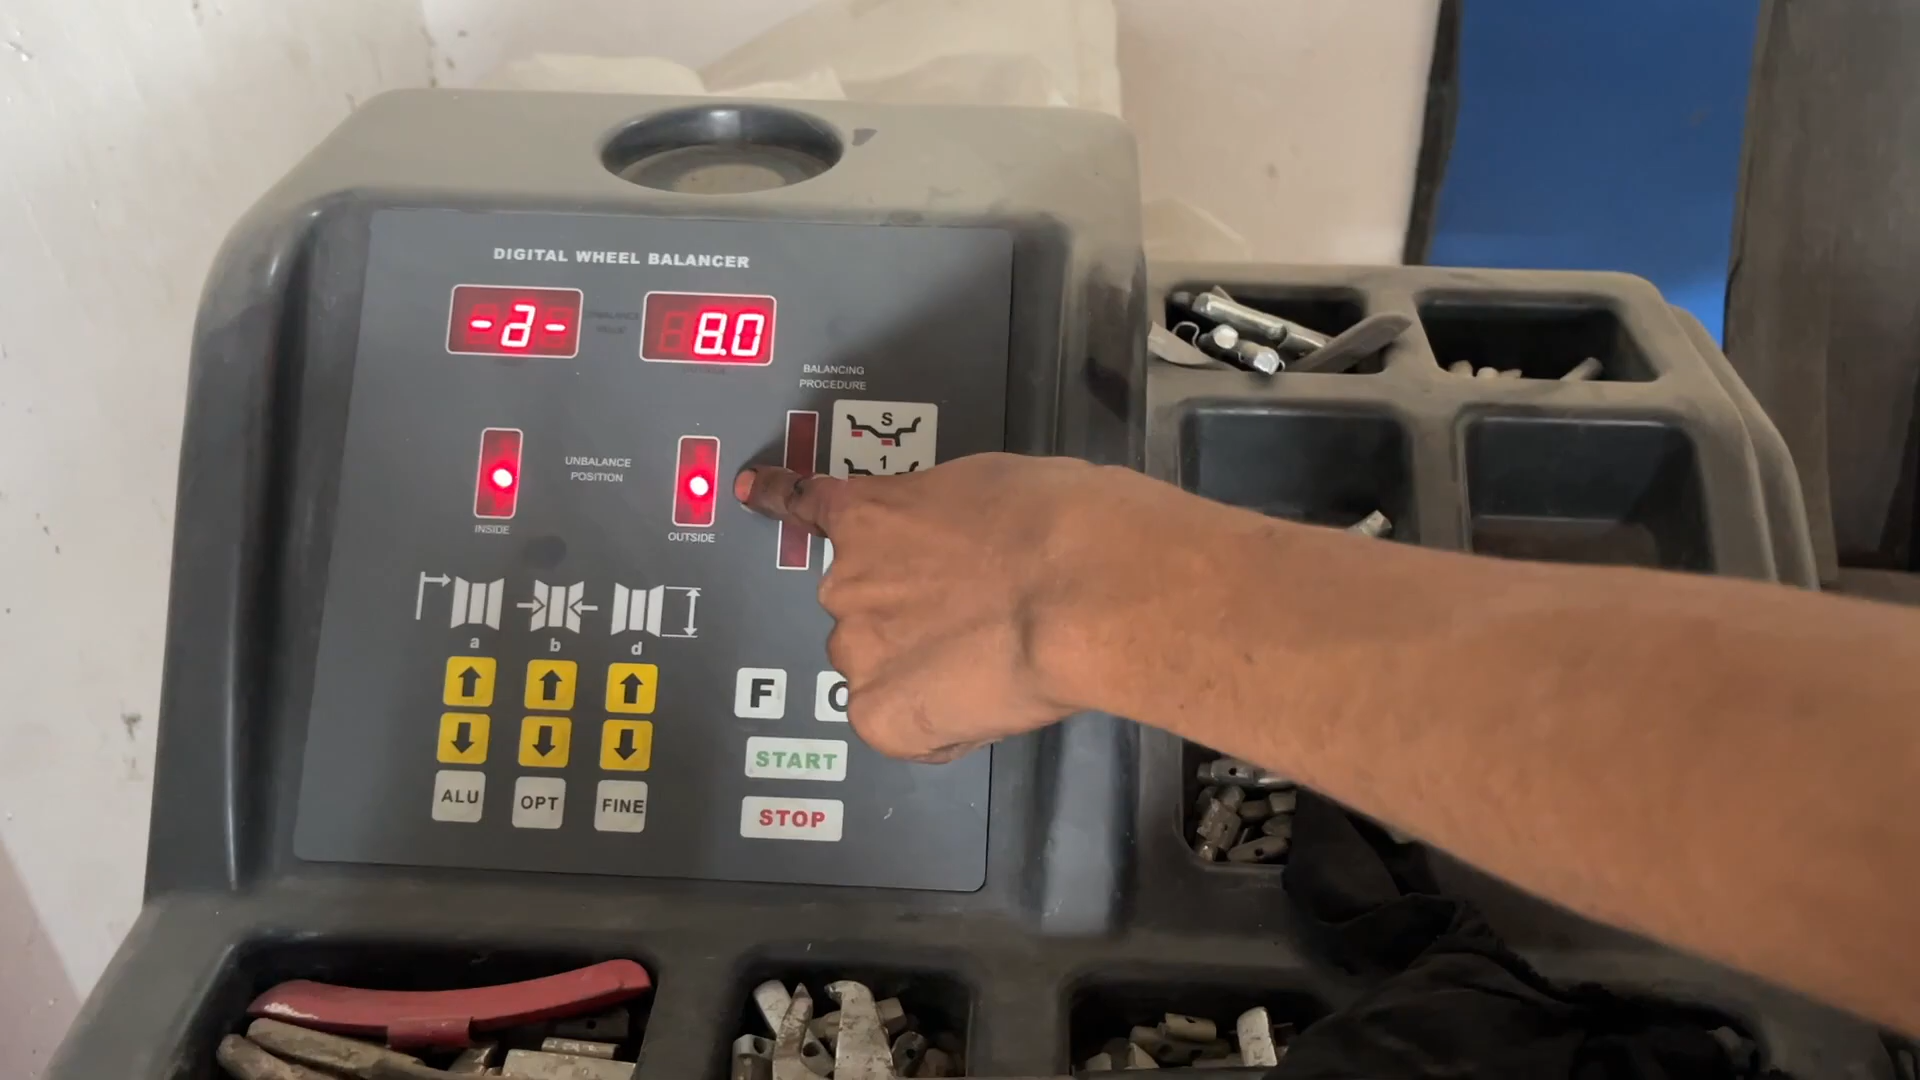 DIGITAL WHEEL BALANCER
-a-
8.0
BALANCING
PROCEDURE
S
1
UNBALANCE
POSITION
INSIDE
OUTSIDE
a b d
F
START
STOP
ALU OPT FINE